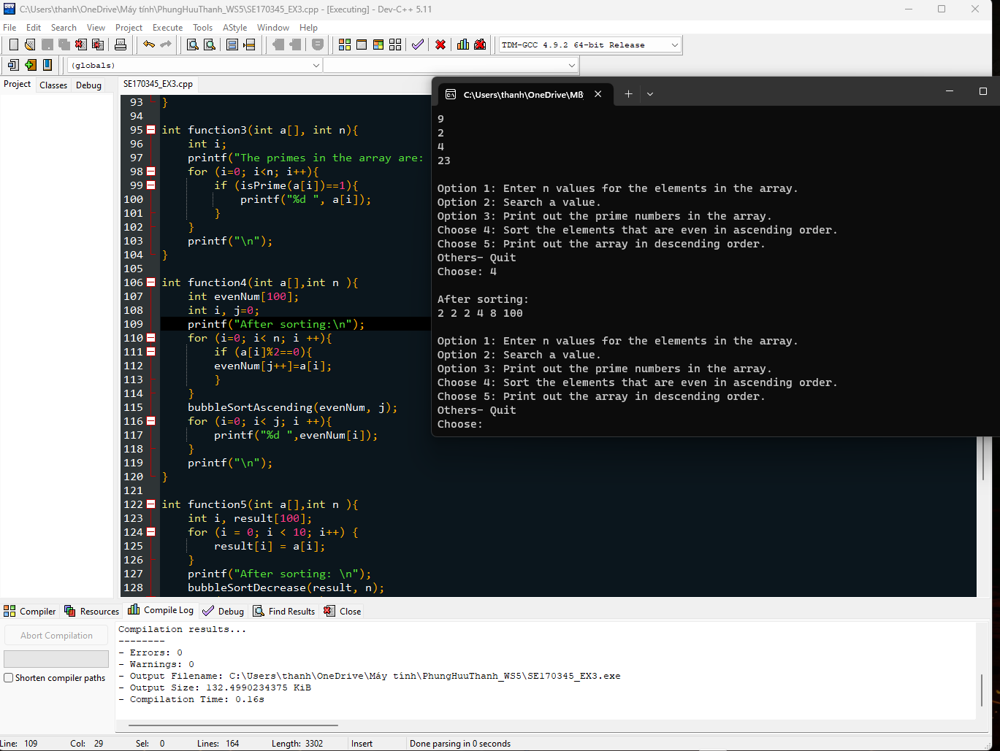 C:\Users\thanh\OneDrive\Máy tính\PhungHuuThanh_WS5\SE170345_EX3.cpp - [Executing] - Dev-C++ 5.11
File Edit Search View Project Execute Tools AStyle Window Help
TDM-GCC 4.9.2 64-bit Release
(globals)
Project Classes Debug
SE170345_EX3.cpp
93 }
94
95 int function3(int a[], int n){
96 int i;
97 printf("The primes in the array are:
98 for (i=0; i<n; i++){
99 if (isPrime(a[i])==1){
100 printf("%d ", a[i]);
101 }
102 }
103 printf("\n");
104 }
105
106 int function4(int a[],int n ){
107 int evenNum[100];
108 int i, j=0;
109 printf("After sorting:\n");
110 for (i=0; i< n; i ++){
111 if (a[i]%2==0){
112 evenNum[j++]=a[i];
113 }
114 }
115 bubbleSortAscending(evenNum, j);
116 for (i=0; i< j; i ++){
117 printf("%d ",evenNum[i]);
118 }
119 printf("\n");
120 }
121
122 int function5(int a[],int n ){
123 int i, result[100];
124 for (i = 0; i < 10; i++) {
125 result[i] = a[i];
126 }
127 printf("After sorting: \n");
128 bubbleSortDecrease(result, n);
C:\Users\thanh\OneDrive\Mß
9
2
4
23
Option 1: Enter n values for the elements in the array.
Option 2: Search a value.
Option 3: Print out the prime numbers in the array.
Choose 4: Sort the elements that are even in ascending order.
Choose 5: Print out the array in descending order.
Others- Quit
Choose: 4
After sorting:
2 2 2 4 8 100
Option 1: Enter n values for the elements in the array.
Option 2: Search a value.
Option 3: Print out the prime numbers in the array.
Choose 4: Sort the elements that are even in ascending order.
Choose 5: Print out the array in descending order.
Others- Quit
Choose:
Compiler Resources Compile Log Debug Find Results Close
Abort Compilation
Shorten compiler paths
Compilation results...
--------
- Errors: 0
- Warnings: 0
- Output Filename: C:\Users\thanh\OneDrive\Máy tính\PhungHuuThanh_WS5\SE170345_EX3.exe
- Output Size: 132.4990234375 KiB
- Compilation Time: 0.16s
Line: 109 Col: 29 Sel: 0 Lines: 164 Length: 3302 Insert Done parsing in 0 seconds